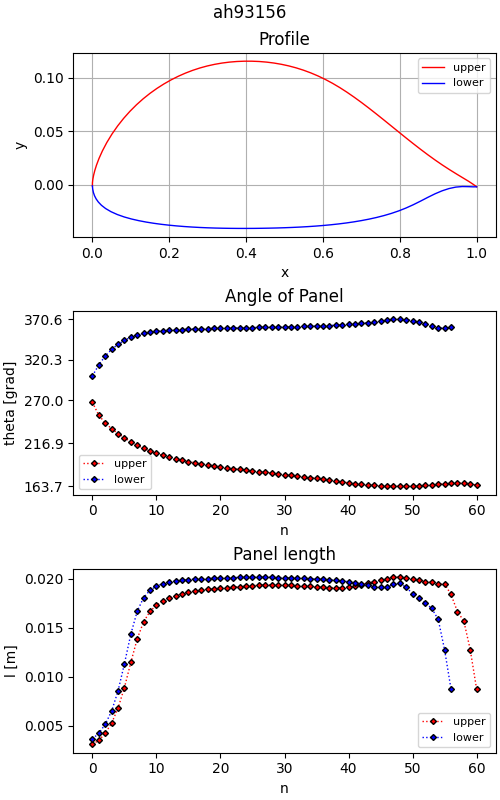 ah93156
Profile
upper
lower
0.10
0.05
0.00
y
0.0 0.2 0.4 0.6 0.8 1.0
x
Angle of Panel
370.6
320.3
270.0
216.9
163.7
theta [grad]
upper
lower
0 10 20 30 40 50 60
n
Panel length
0.020
0.015
0.010
0.005
l [m]
upper
lower
0 10 20 30 40 50 60
n